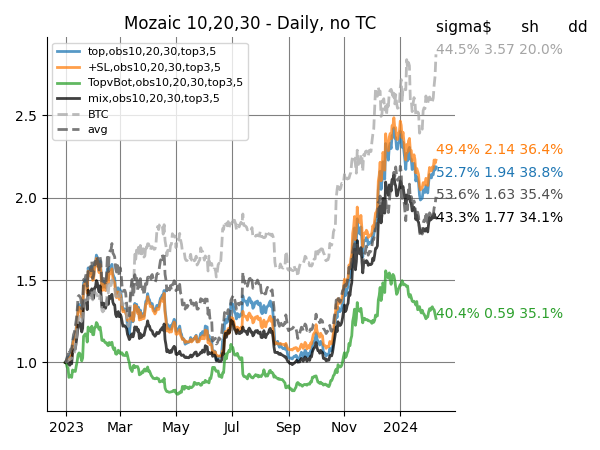 Mozaic 10,20,30 - Daily, no TC
sigma$ sh dd
top,obs10,20,30,top3,5
+SL,obs10,20,30,top3,5
TopvBot,obs10,20,30,top3,5
mix,obs10,20,30,top3,5
BTC
avg
44.5% 3.57 20.0%
49.4% 2.14 36.4%
52.7% 1.94 38.8%
53.6% 1.63 35.4%
43.3% 1.77 34.1%
40.4% 0.59 35.1%
2.5
2.0
1.5
1.0
2023 Mar May Jul Sep Nov 2024